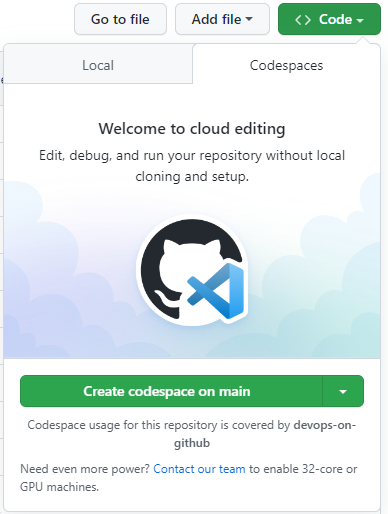 Go to file
Add file
<> Code
Local
Codespaces
Welcome to cloud editing
Edit, debug, and run your repository without local
cloning and setup.
Create codespace on main
Codespace usage for this repository is covered by devops-on-
github
Need even more power? Contact our team to enable 32-core or
GPU machines.